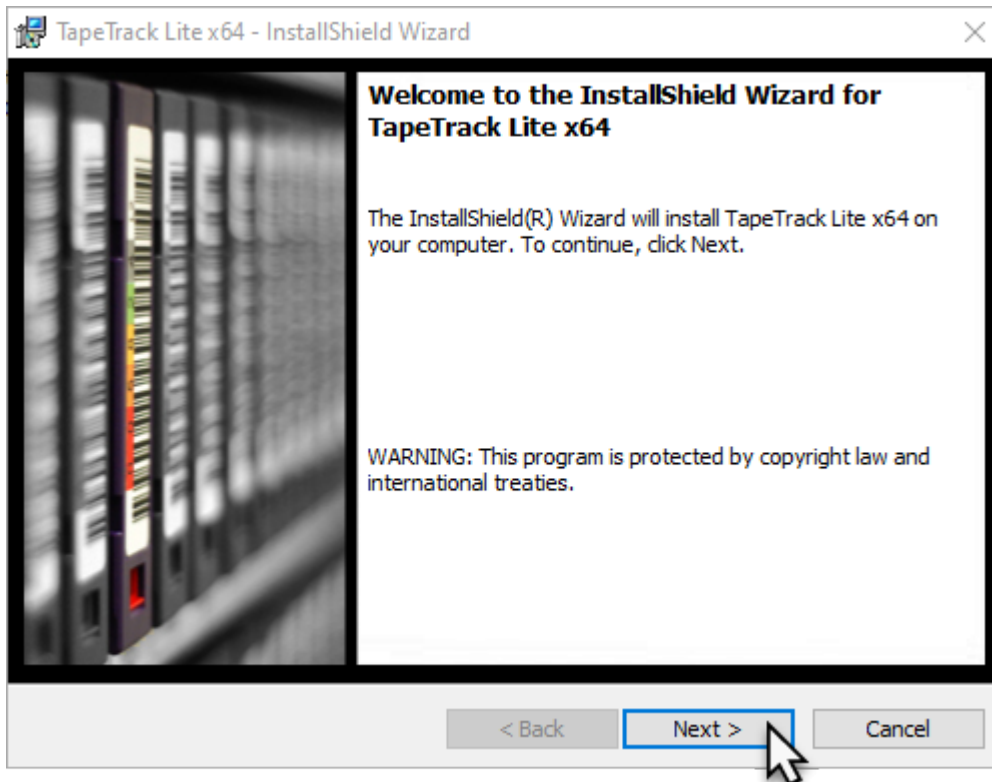 TapeTrack Lite x64 - InstallShield Wizard
Welcome to the InstallShield Wizard for
TapeTrack Lite x64
The InstallShield(R) Wizard will install TapeTrack Lite x64 on
your computer. To continue, click Next.
WARNING: This program is protected by copyright law and
international treaties.
< Back
Next >
Cancel